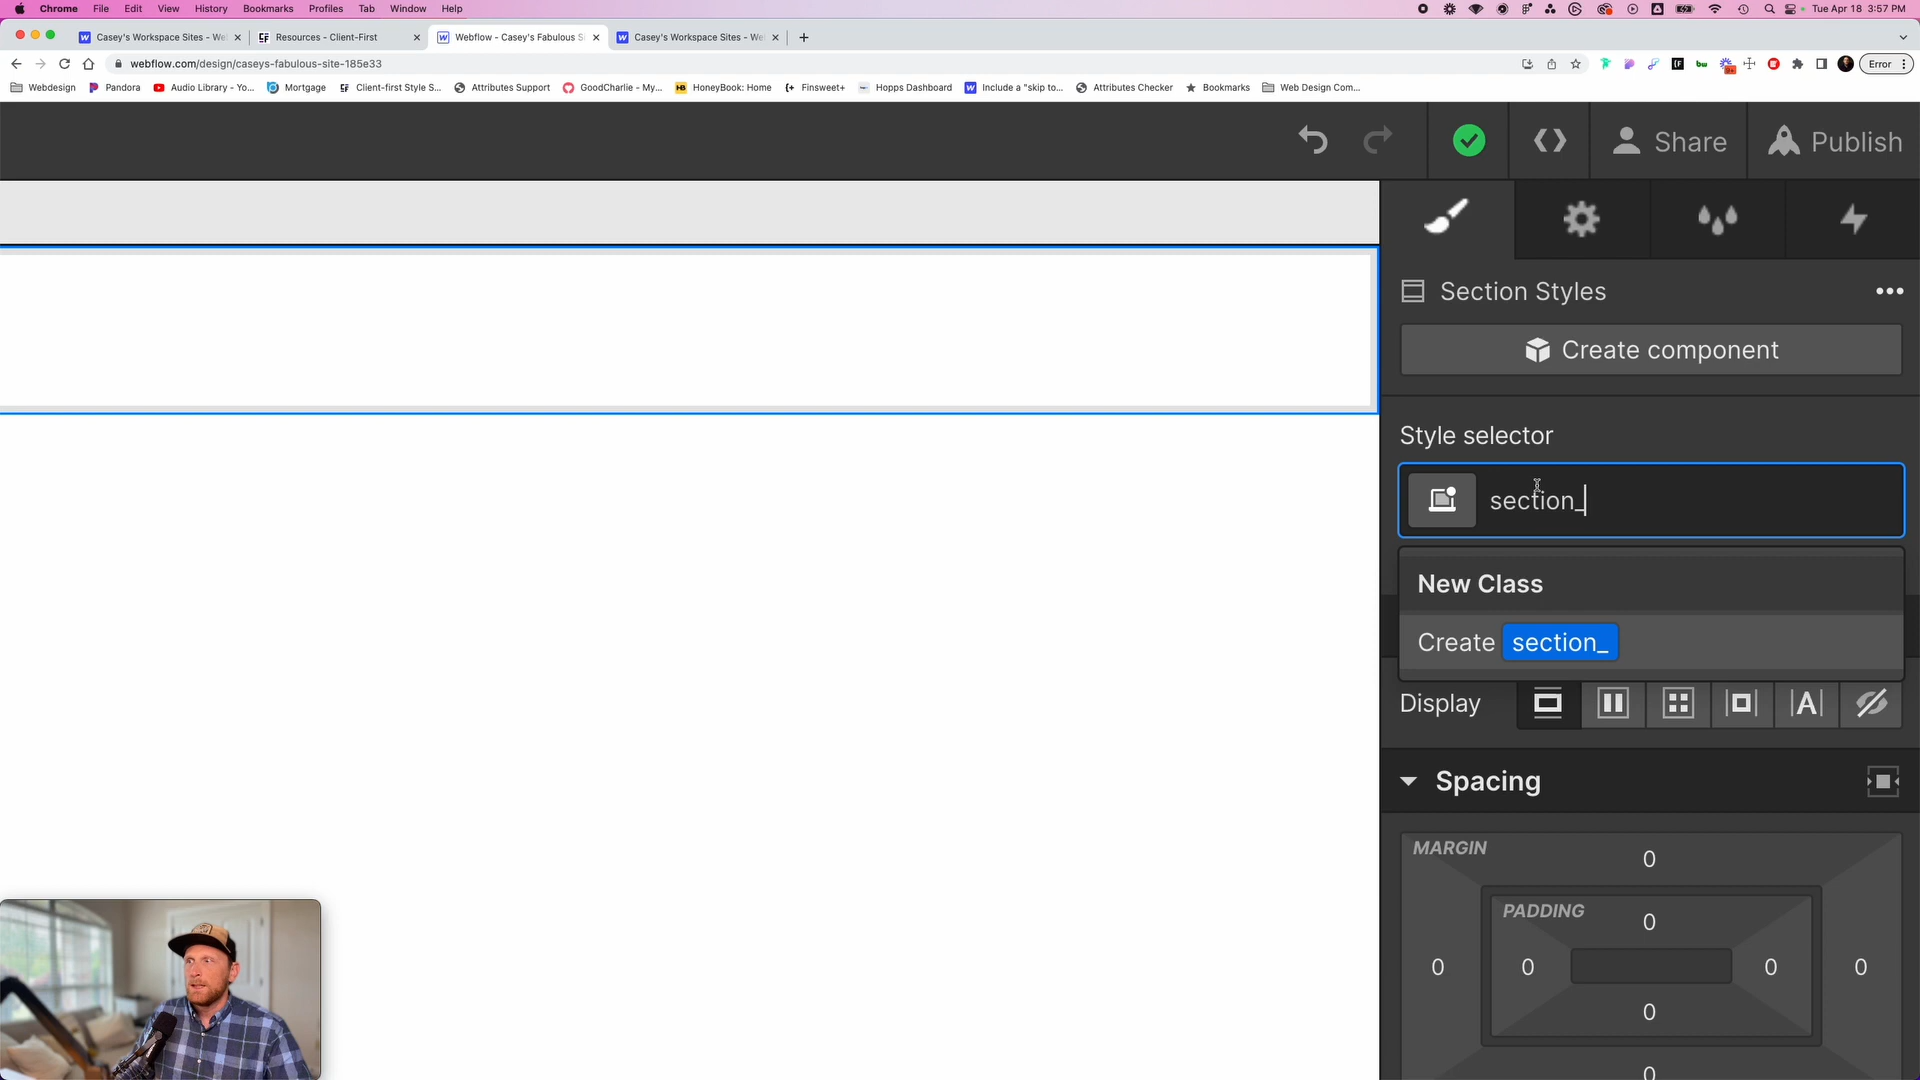 Chrome File Edit View History Bookmarks Profiles Tab Window Help Tue Apr 18 3:57 PM
Casey's Workspace Sites - We Resources - Client-First Webflow - Casey's Fabulous S Casey's Workspace Sites - We
webflow.com/design/caseys-fabulous-site-185e33 Error
Webdesign Pandora Audio Library - Yo... Mortgage Client-first Style S... Attributes Support GoodCharlie - My... HoneyBook: Home Finsweet+ Hopps Dashboard Include a "skip to... Attributes Checker Bookmarks Web Design Com...
Share Publish
Section Styles
Create component
Style selector
section_
New Class
Create section_
Display
Spacing
MARGIN
0
PADDING
0
0 0 0 0
0
0